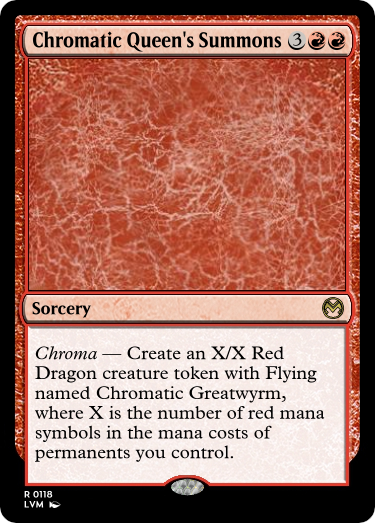 Chromatic Queen's Summons 3
Sorcery
Chroma — Create an X/X Red
Dragon creature token with Flying
named Chromatic Greatwyrm,
where X is the number of red mana
symbols in the mana costs of
permanents you control.
R 0118
LVM